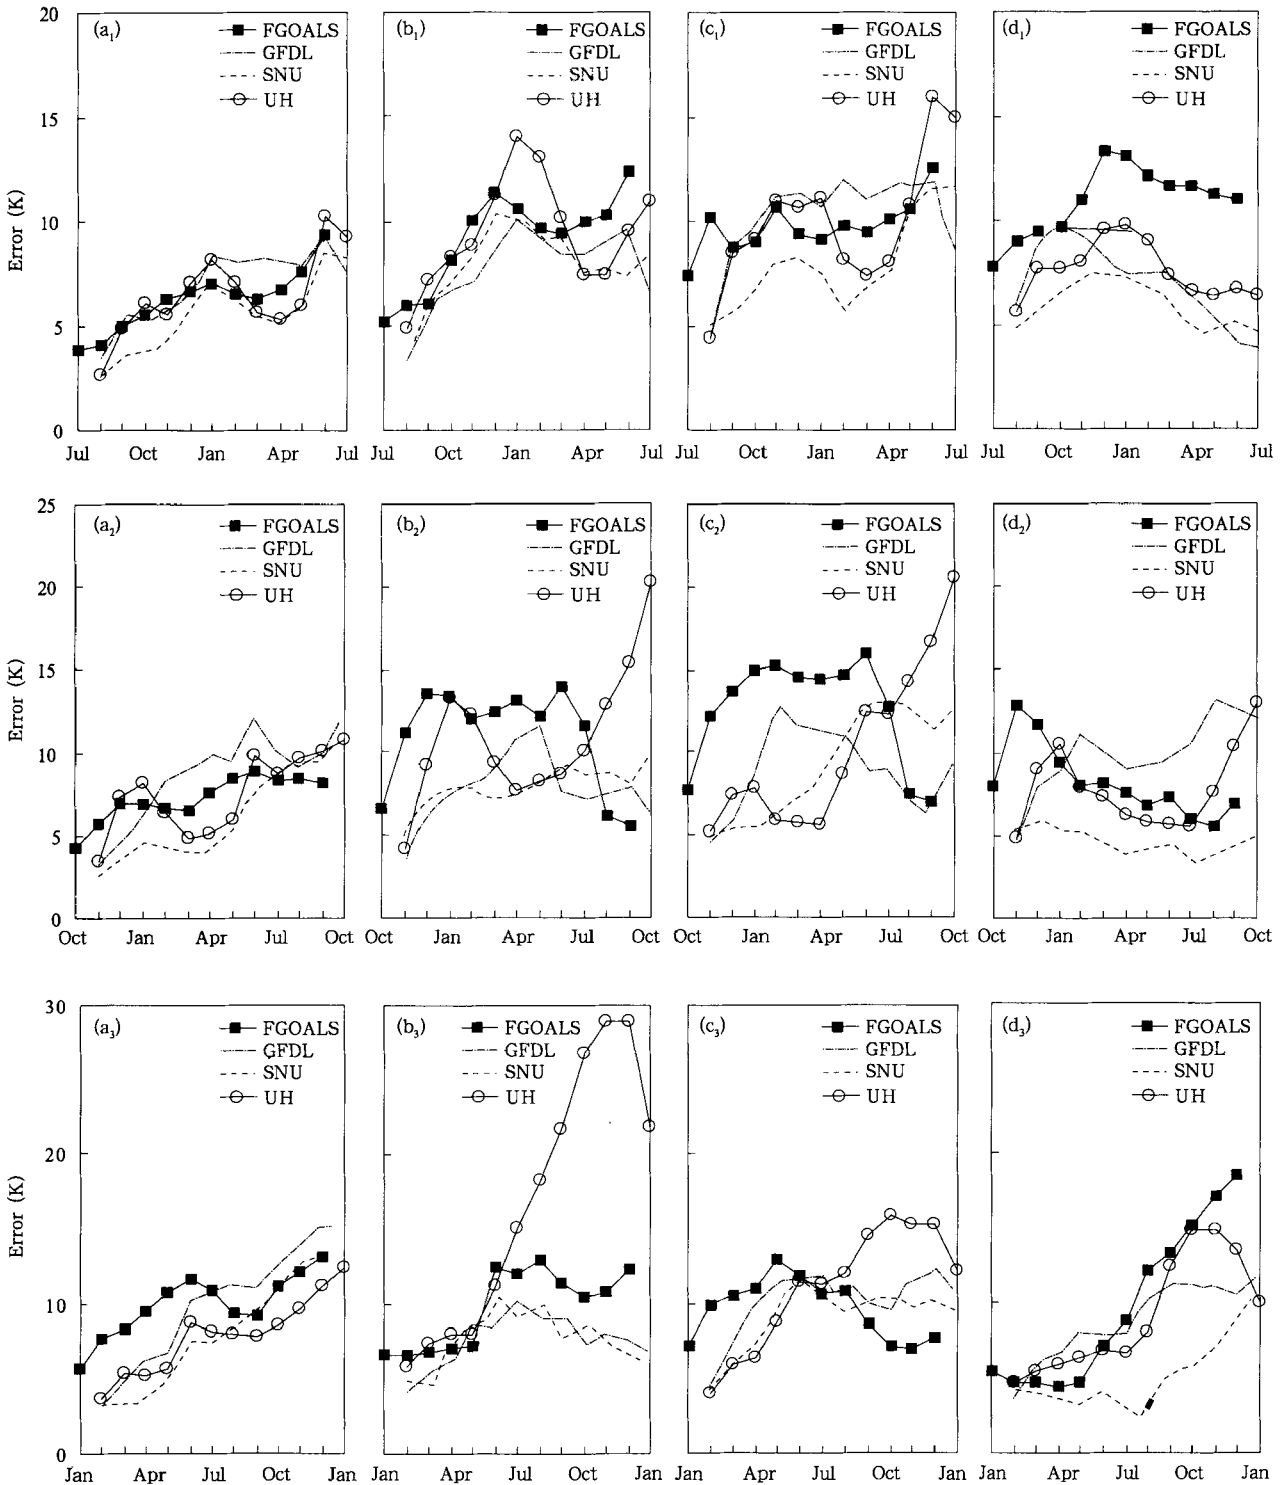 20
15
10
5
0
Error (K)
(a1)
FGOALS
GFDL
SNU
UH
Jul Oct Jan Apr Jul
(b1)
FGOALS
GFDL
SNU
UH
Oct Jan Apr Jul
(c1)
FGOALS
GFDL
SNU
UH
Jul Oct Jan Apr
(d1)
FGOALS
GFDL
SNU
UH
Jul Oct Jan Apr Jul
25
20
15
10
5
0
Error (K)
(a2)
FGOALS
GFDL
SNU
UH
Oct Jan Apr Jul Oct
(b2)
FGOALS
GFDL
SNU
UH
Oct Jan Apr Jul Oct
(c2)
FGOALS
GFDL
SNU
UH
Oct Jan Apr Jul
(d2)
FGOALS
GFDL
SNU
UH
Oct Jan Apr Jul Oct
30
20
10
0
Error (K)
(a3)
FGOALS
GFDL
SNU
UH
Jan Apr Jul Oct Jan
(b3)
FGOALS
GFDL
SNU
UH
Jan Apr Jul Oct Jan
(c3)
FGOALS
GFDL
SNU
UH
Jan Apr Jul Oct Jan
(d3)
FGOALS
GFDL
SNU
UH
Jan Apr Jul Oct Jan